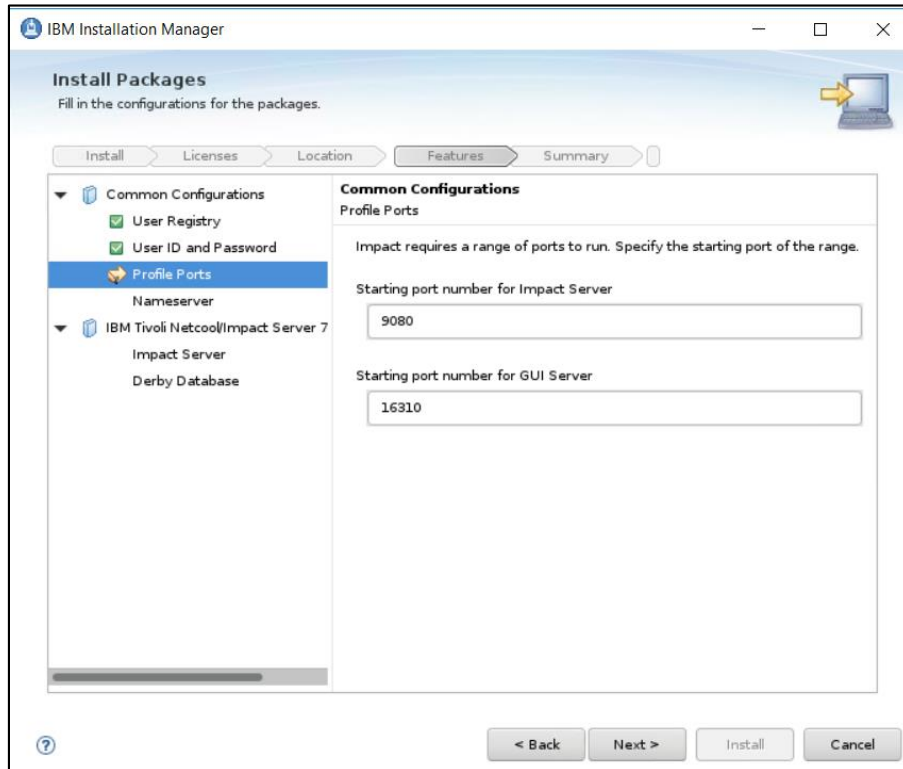 IBM Installation Manager
Install Packages
Fill in the configurations for the packages.
Install Licenses Location Features Summary
Common Configurations
User Registry
User ID and Password
Profile Ports
Nameserver
IBM Tivoli Netcool/Impact Server 7
Impact Server
Derby Database
Common Configurations
Profile Ports
Impact requires a range of ports to run. Specify the starting port of the range.
Starting port number for Impact Server
9080
Starting port number for GUI Server
16310
? < Back Next > Install Cancel